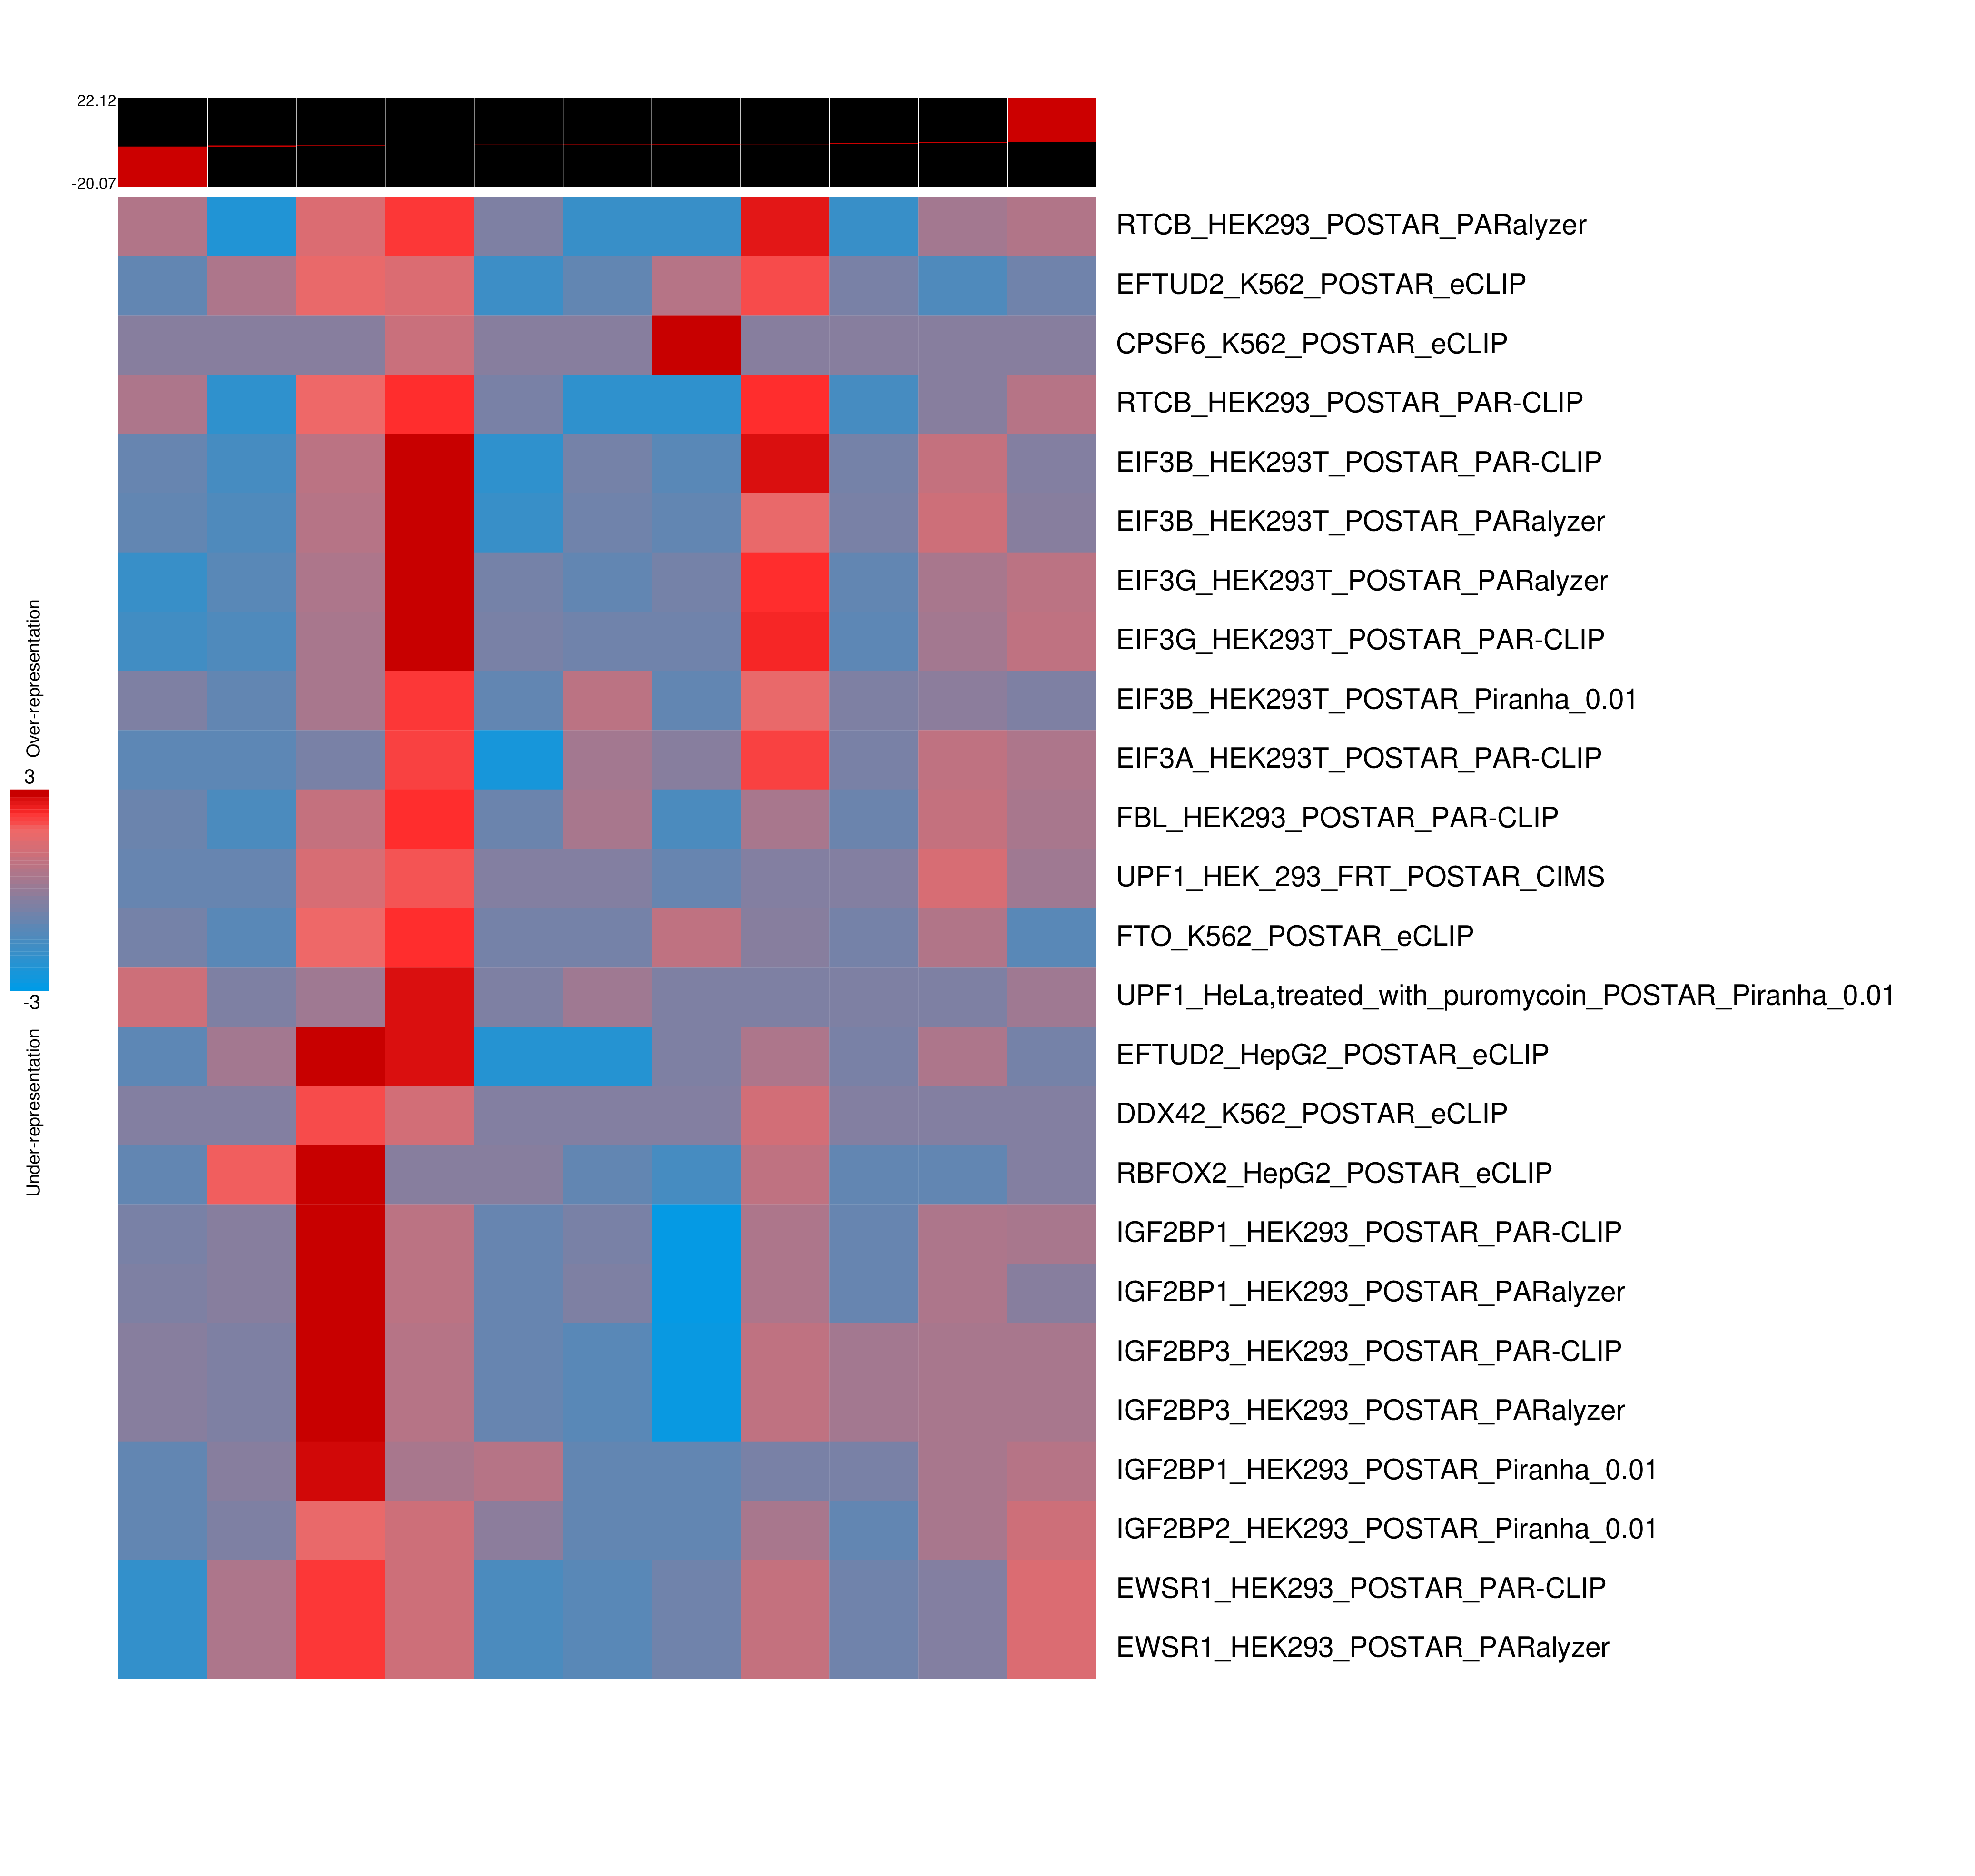 22.12
-20.07
RTCB_HEK293_POSTAR_PARalyzer
EFTUD2_K562_POSTAR_eCLIP
CPSF6_K562_POSTAR_eCLIP
RTCB_HEK293_POSTAR_PAR-CLIP
EIF3B_HEK293T_POSTAR_PAR-CLIP
EIF3B_HEK293T_POSTAR_PARalyzer
EIF3G_HEK293T_POSTAR_PARalyzer
EIF3G_HEK293T_POSTAR_PAR-CLIP
EIF3B_HEK293T_POSTAR_Piranha_0.01
EIF3A_HEK293T_POSTAR_PAR-CLIP
FBL_HEK293_POSTAR_PAR-CLIP
UPF1_HEK_293_FRT_POSTAR_CIMS
FTO_K562_POSTAR_eCLIP
UPF1_HeLa,treated_with_puromycoin_POSTAR_Piranha_0.01
EFTUD2_HepG2_POSTAR_eCLIP
DDX42_K562_POSTAR_eCLIP
RBFOX2_HepG2_POSTAR_eCLIP
IGF2BP1_HEK293_POSTAR_PAR-CLIP
IGF2BP1_HEK293_POSTAR_PARalyzer
IGF2BP3_HEK293_POSTAR_PAR-CLIP
IGF2BP3_HEK293_POSTAR_PARalyzer
IGF2BP1_HEK293_POSTAR_Piranha_0.01
IGF2BP2_HEK293_POSTAR_Piranha_0.01
EWSR1_HEK293_POSTAR_PAR-CLIP
EWSR1_HEK293_POSTAR_PARalyzer
Over-representation
3
-3
Under-representation